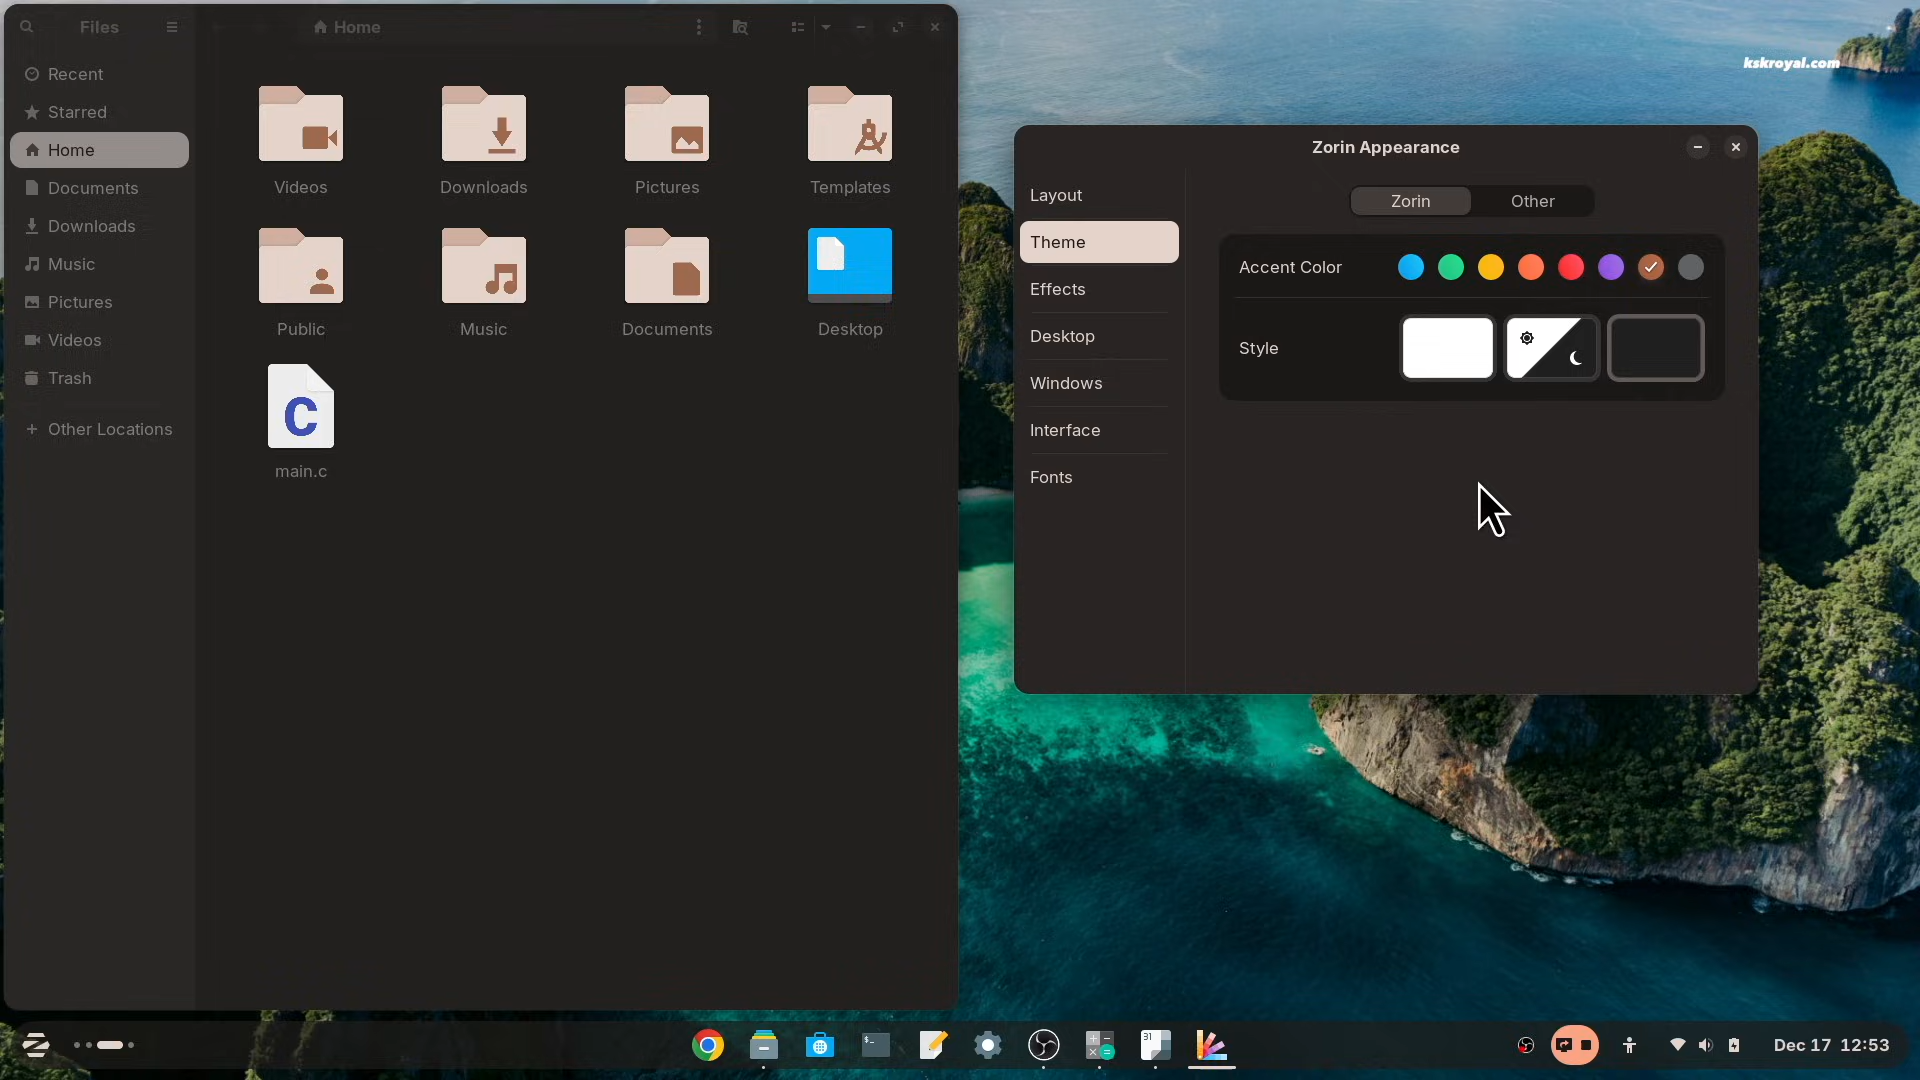 Files
Home
kskroyal.com
Recent
Starred
Home
Documents
Downloads
Music
Pictures
Videos
Trash
+ Other Locations
Videos
Downloads
Pictures
Templates
Public
Music
Documents
Desktop
C
main.c
Zorin Appearance
Layout
Theme
Effects
Desktop
Windows
Interface
Fonts
Zorin
Other
Accent Color
Style
$_
31
Dec 17 12:53